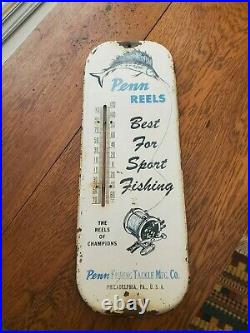 Penn
REELS
Best
For
Sport
Fishing
THE
REELS OF
CHAMPIONS
Penn FISHING TACKLE MFG. CO.
PHILADELPHIA, PA., U.S.A.